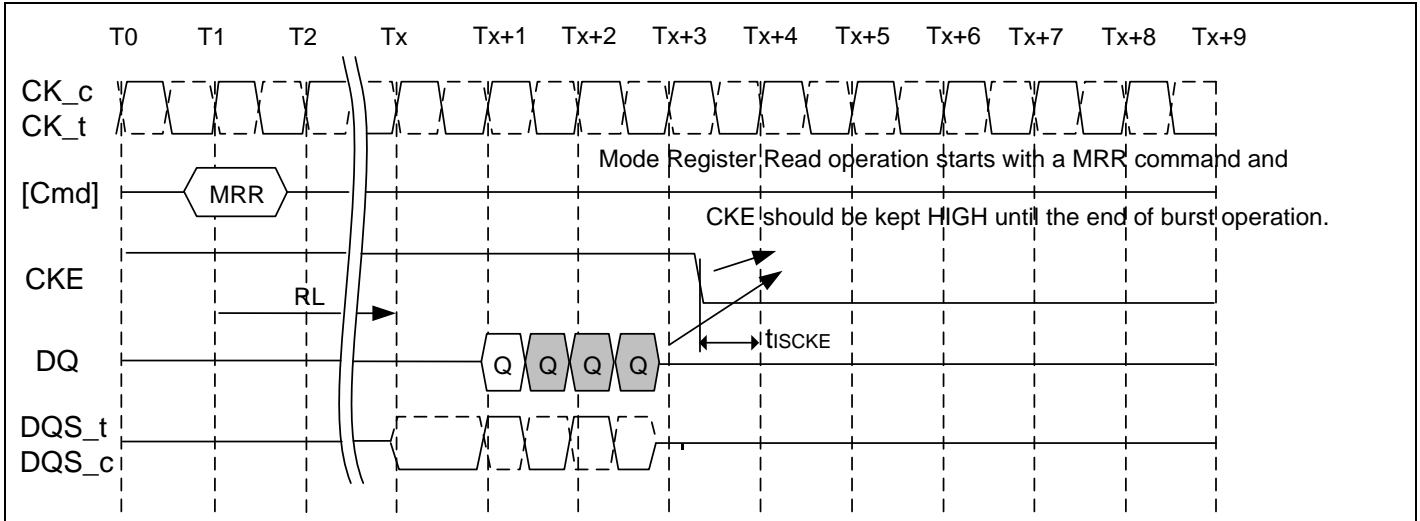 T0 T1 T2 Tx Tx+1 Tx+2 Tx+3 Tx+4 Tx+5 Tx+6 Tx+7 Tx+8 Tx+9
CK_c
CK_t
Mode Register Read operation starts with a MRR command and
[Cmd] MRR
CKE should be kept HIGH until the end of burst operation.
CKE
RL
tISCKE
DQ Q Q Q Q
DQS_t
DQS_c